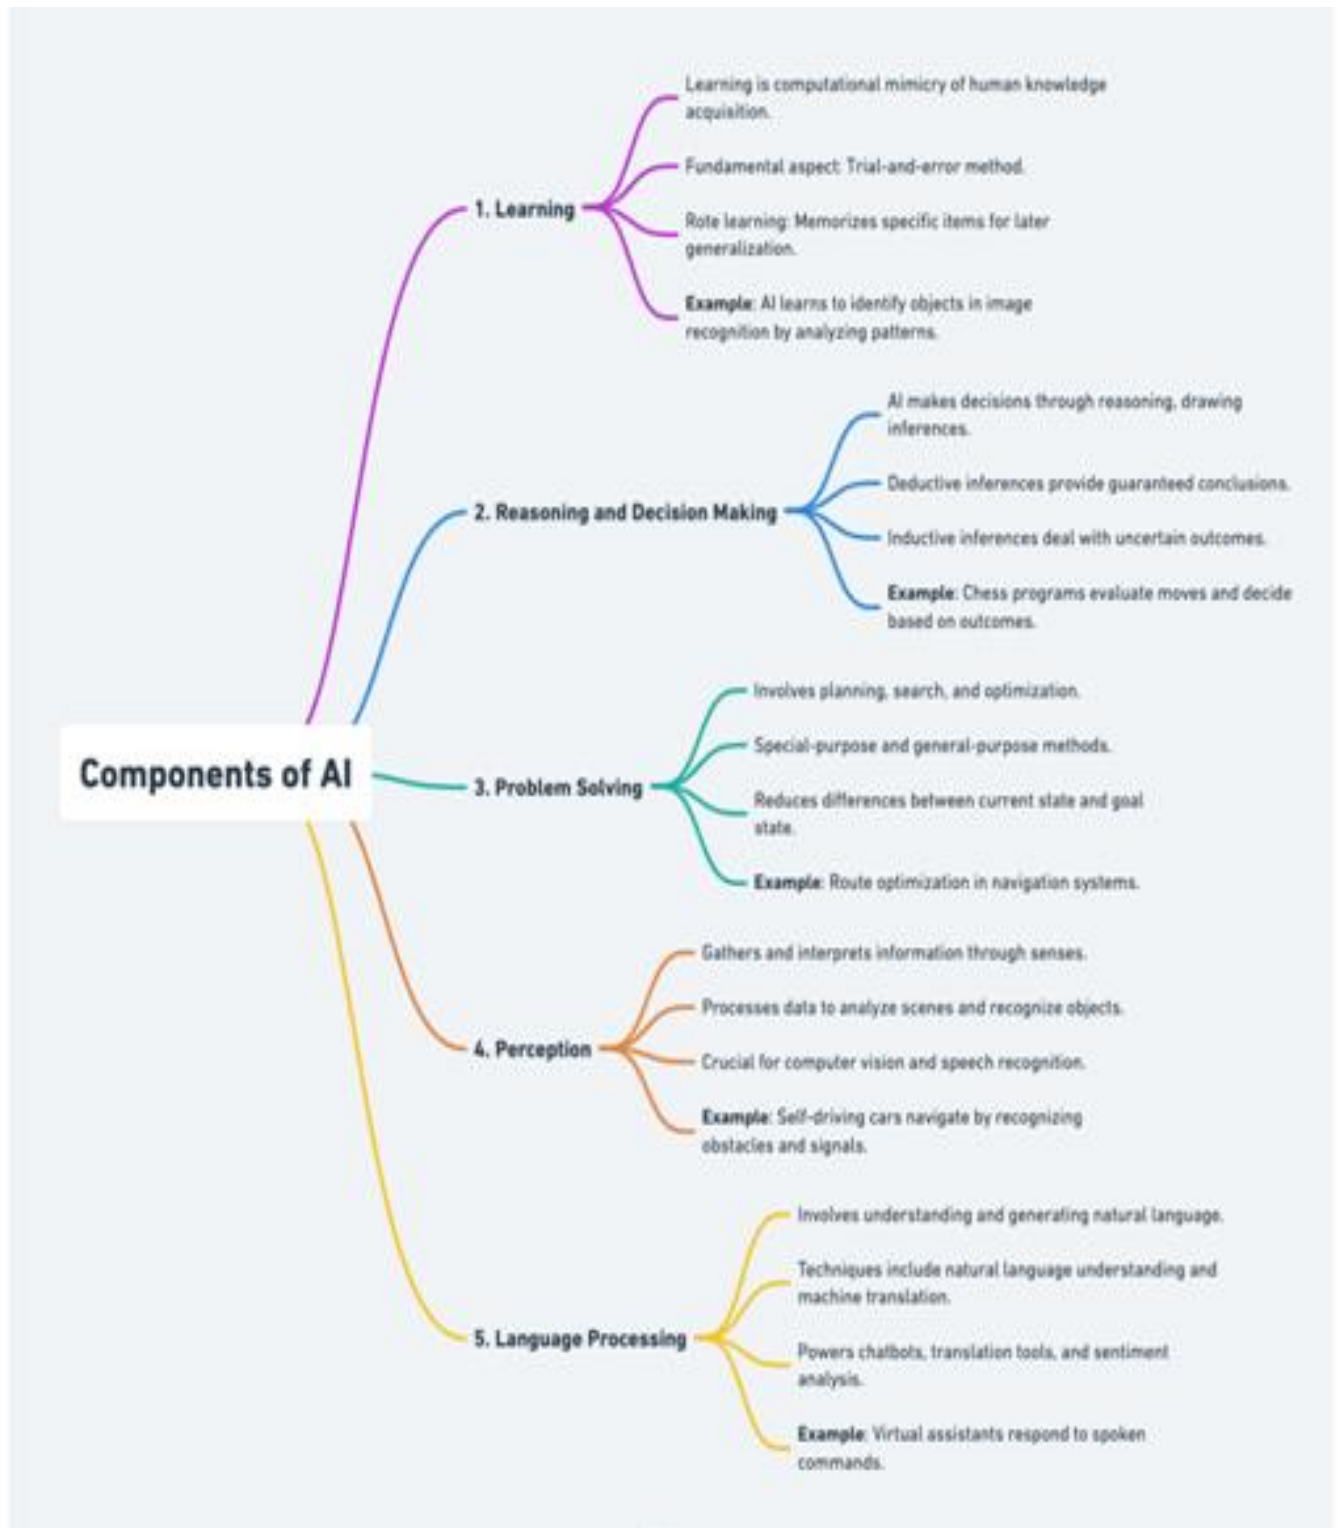 Learning is computational mimicry of human knowledge
acquisition.
Fundamental aspect: Trial-and-error method.
1. Learning
Rote learning: Memorizes specific items for later
generalization.
Example: AI learns to identify objects in image
recognition by analyzing patterns.
AI makes decisions through reasoning, drawing
inferences.
Deductive inferences provide guaranteed conclusions.
2. Reasoning and Decision Making
Inductive inferences deal with uncertain outcomes.
Example: Chess programs evaluate moves and decide
based on outcomes.
Involves planning, search, and optimization.
Special-purpose and general-purpose methods.
Components of AI
3. Problem Solving
Reduces differences between current state and goal
state.
Example: Route optimization in navigation systems.
Gathers and interprets information through senses.
Processes data to analyze scenes and recognize objects.
4. Perception
Crucial for computer vision and speech recognition.
Example: Self-driving cars navigate by recognizing
obstacles and signals.
Involves understanding and generating natural language.
Techniques include natural language understanding and
machine translation.
5. Language Processing
Powers chatbots, translation tools, and sentiment
analysis.
Example: Virtual assistants respond to spoken
commands.